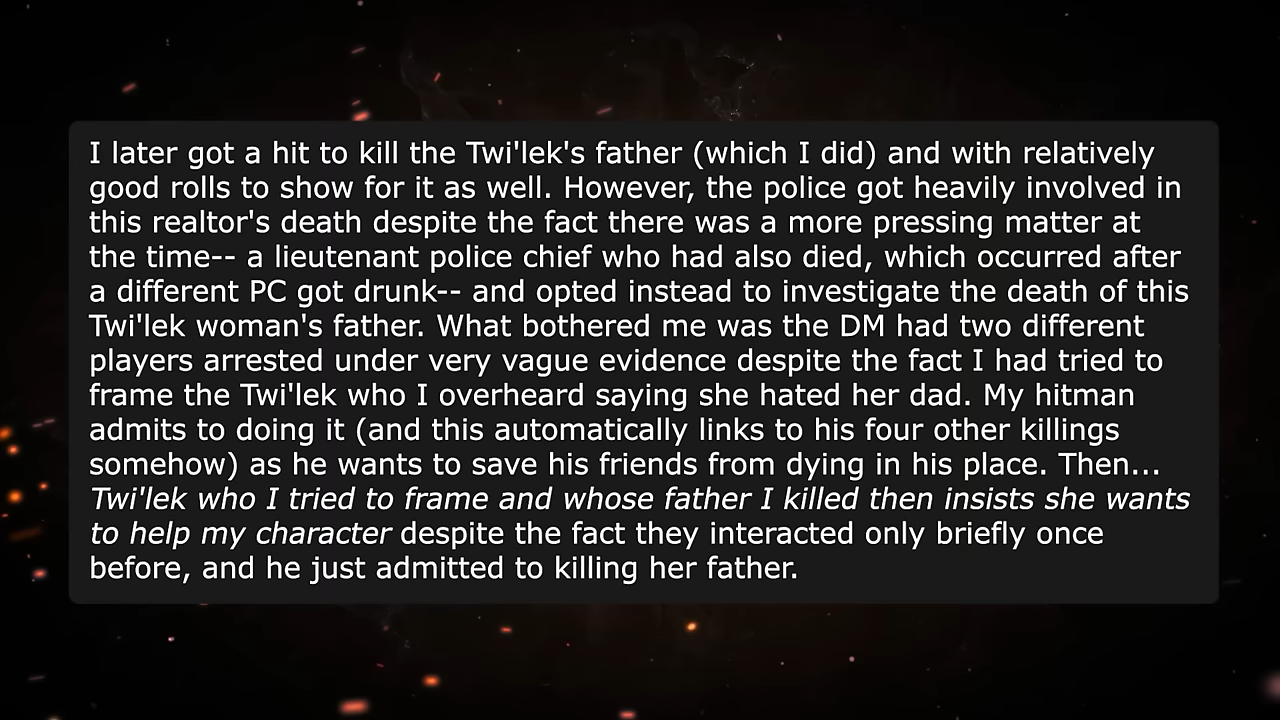 I later got a hit to kill the Twi'lek's father (which I did) and with relatively
good rolls to show for it as well. However, the police got heavily involved in
this realtor's death despite the fact there was a more pressing matter at
the time-- a lieutenant police chief who had also died, which occurred after
a different PC got drunk-- and opted instead to investigate the death of this
Twi'lek woman's father. What bothered me was the DM had two different
players arrested under very vague evidence despite the fact I had tried to
frame the Twi'lek who I overheard saying she hated her dad. My hitman
admits to doing it (and this automatically links to his four other killings
somehow) as he wants to save his friends from dying in his place. Then...
Twi'lek who I tried to frame and whose father I killed then insists she wants
to help my character despite the fact they interacted only briefly once
before, and he just admitted to killing her father.